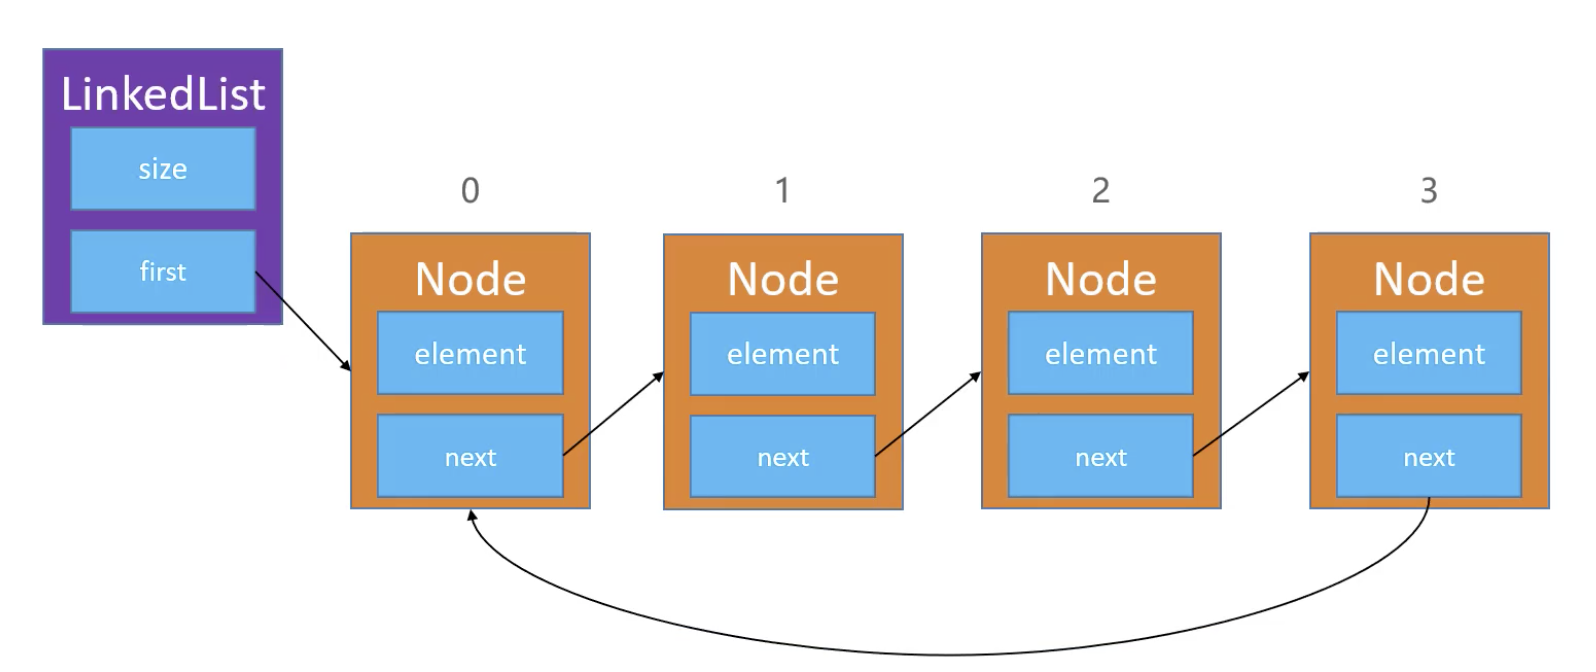 LinkedList
size
first
0
1
2
3
Node
element
next
Node
element
next
Node
element
next
Node
element
next